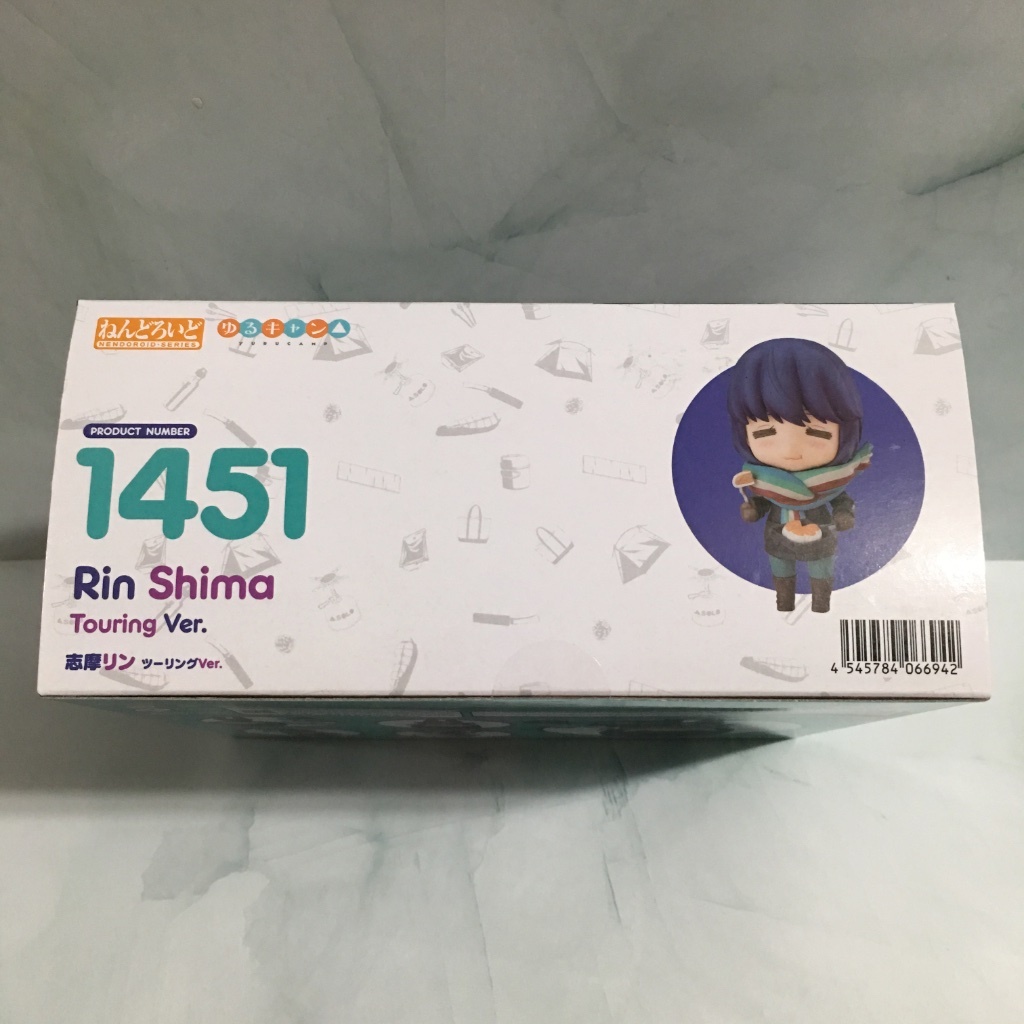 ねんどろいど
NENDOROID-SERIES
ゆるキャン△
YURUCAMP
PRODUCT NUMBER
1451
Rin Shima
Touring Ver.
志摩リン ツーリングVer.
4 545784 066942